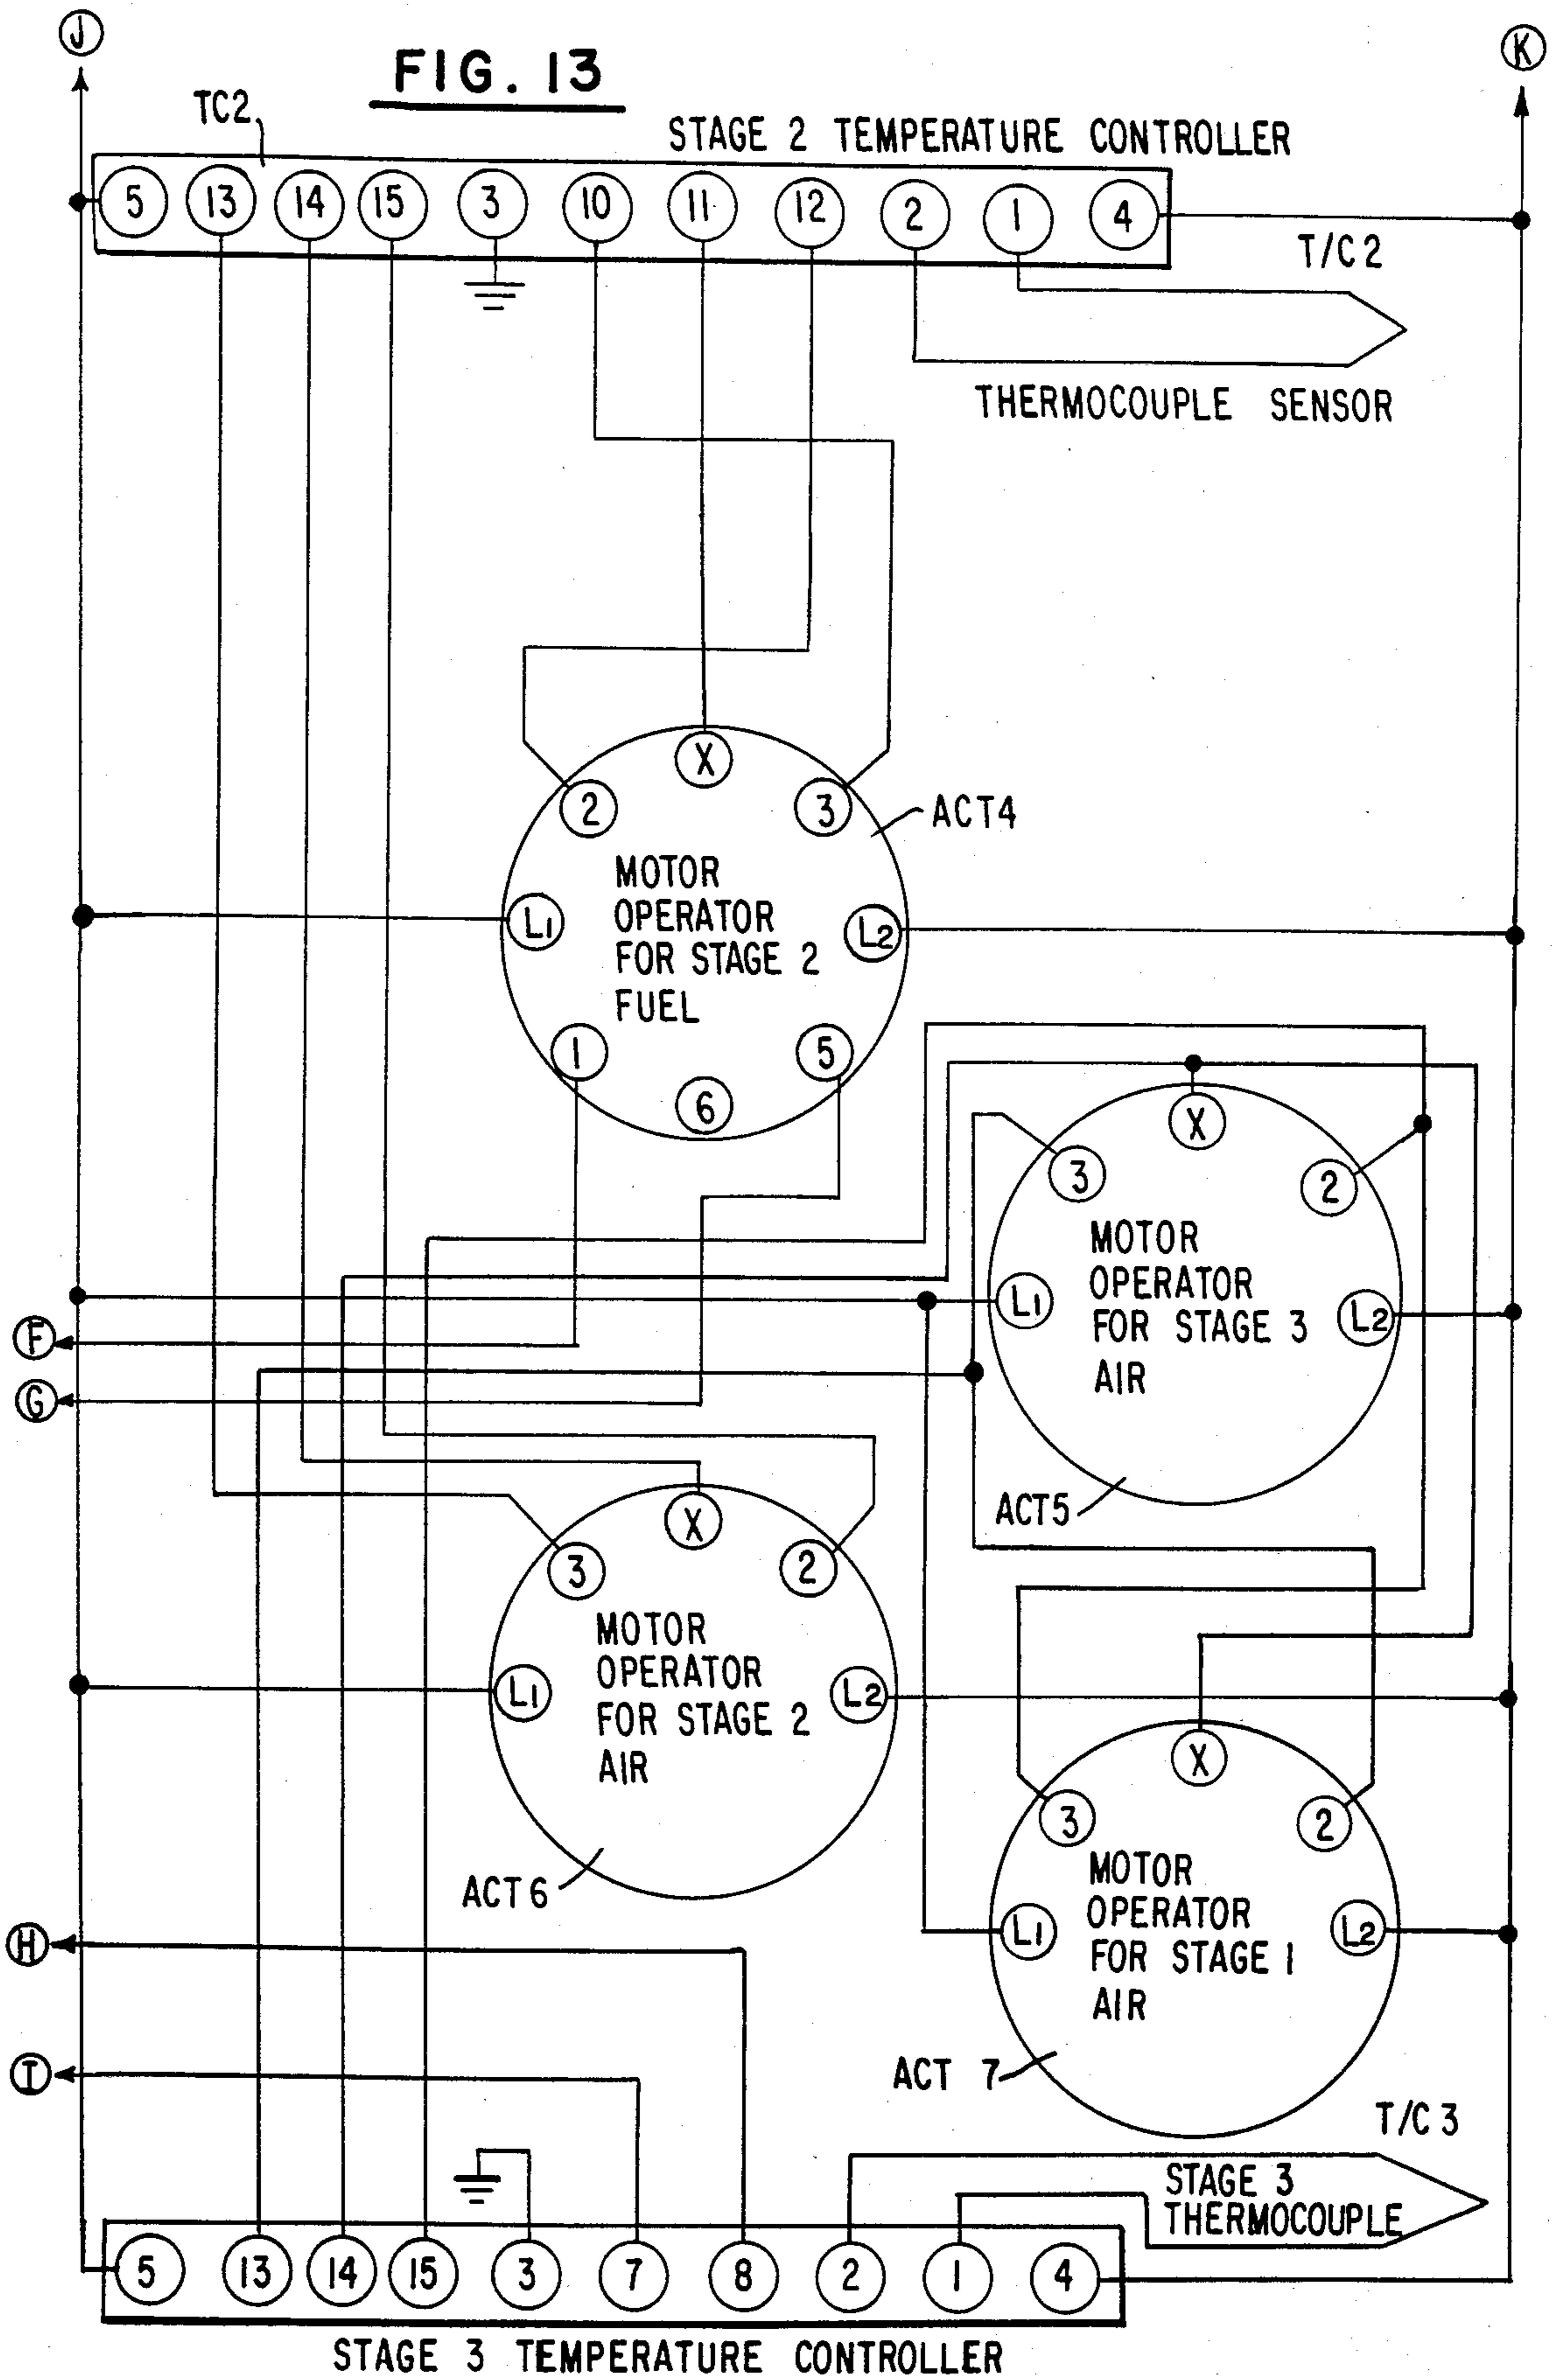 J
K
FIG. 13
TC2
STAGE 2 TEMPERATURE CONTROLLER
5 13 14 15 3 10 11 12 2 1 4
T/C2
THERMOCOUPLE SENSOR
X
2 3
ACT4
MOTOR
OPERATOR
FOR STAGE 2
FUEL
L1 L2
1 5
6
X
3 2
MOTOR
OPERATOR
FOR STAGE 3
AIR
L1 L2
F
G
ACT5
X
3 2
MOTOR
OPERATOR
FOR STAGE 2
AIR
L1 L2
ACT6
X
3 2
MOTOR
OPERATOR
FOR STAGE 1
AIR
L1 L2
H
ACT 7
I
T/C3
STAGE 3
THERMOCOUPLE
5 13 14 15 3 7 8 2 1 4
STAGE 3 TEMPERATURE CONTROLLER